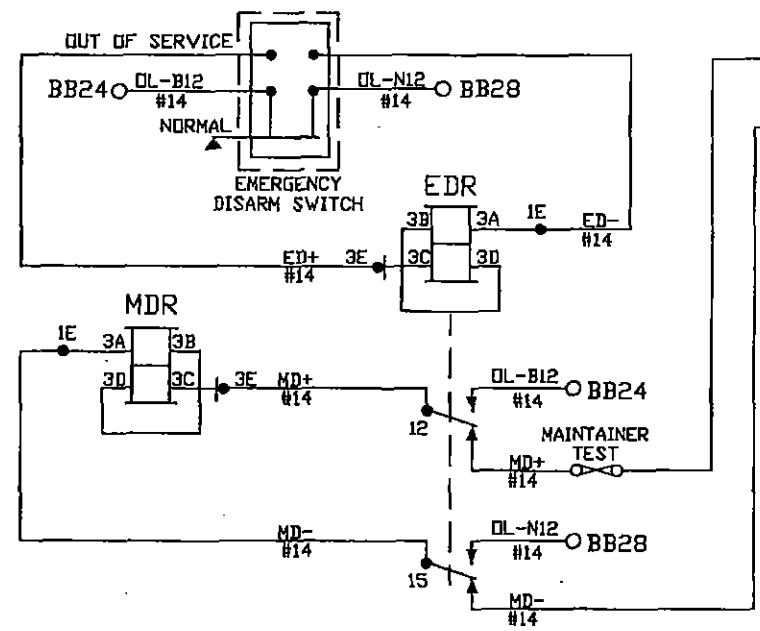 OUT OF SERVICE
BB24 OL-B12 #14
OL-N12 #14 BB28
NORMAL
EMERGENCY
DISARM SWITCH
EDR
3B 3A 1E ED- #14
ED+ #14 3E 3C 3D
MDR
1E 3A 3B
3D 3C 3E MD+ #14
12
OL-B12 #14 BB24
MAINTAINER
TEST
MD+ #14
MD- #14
15
OL-N12 #14 BB28
MD- #14